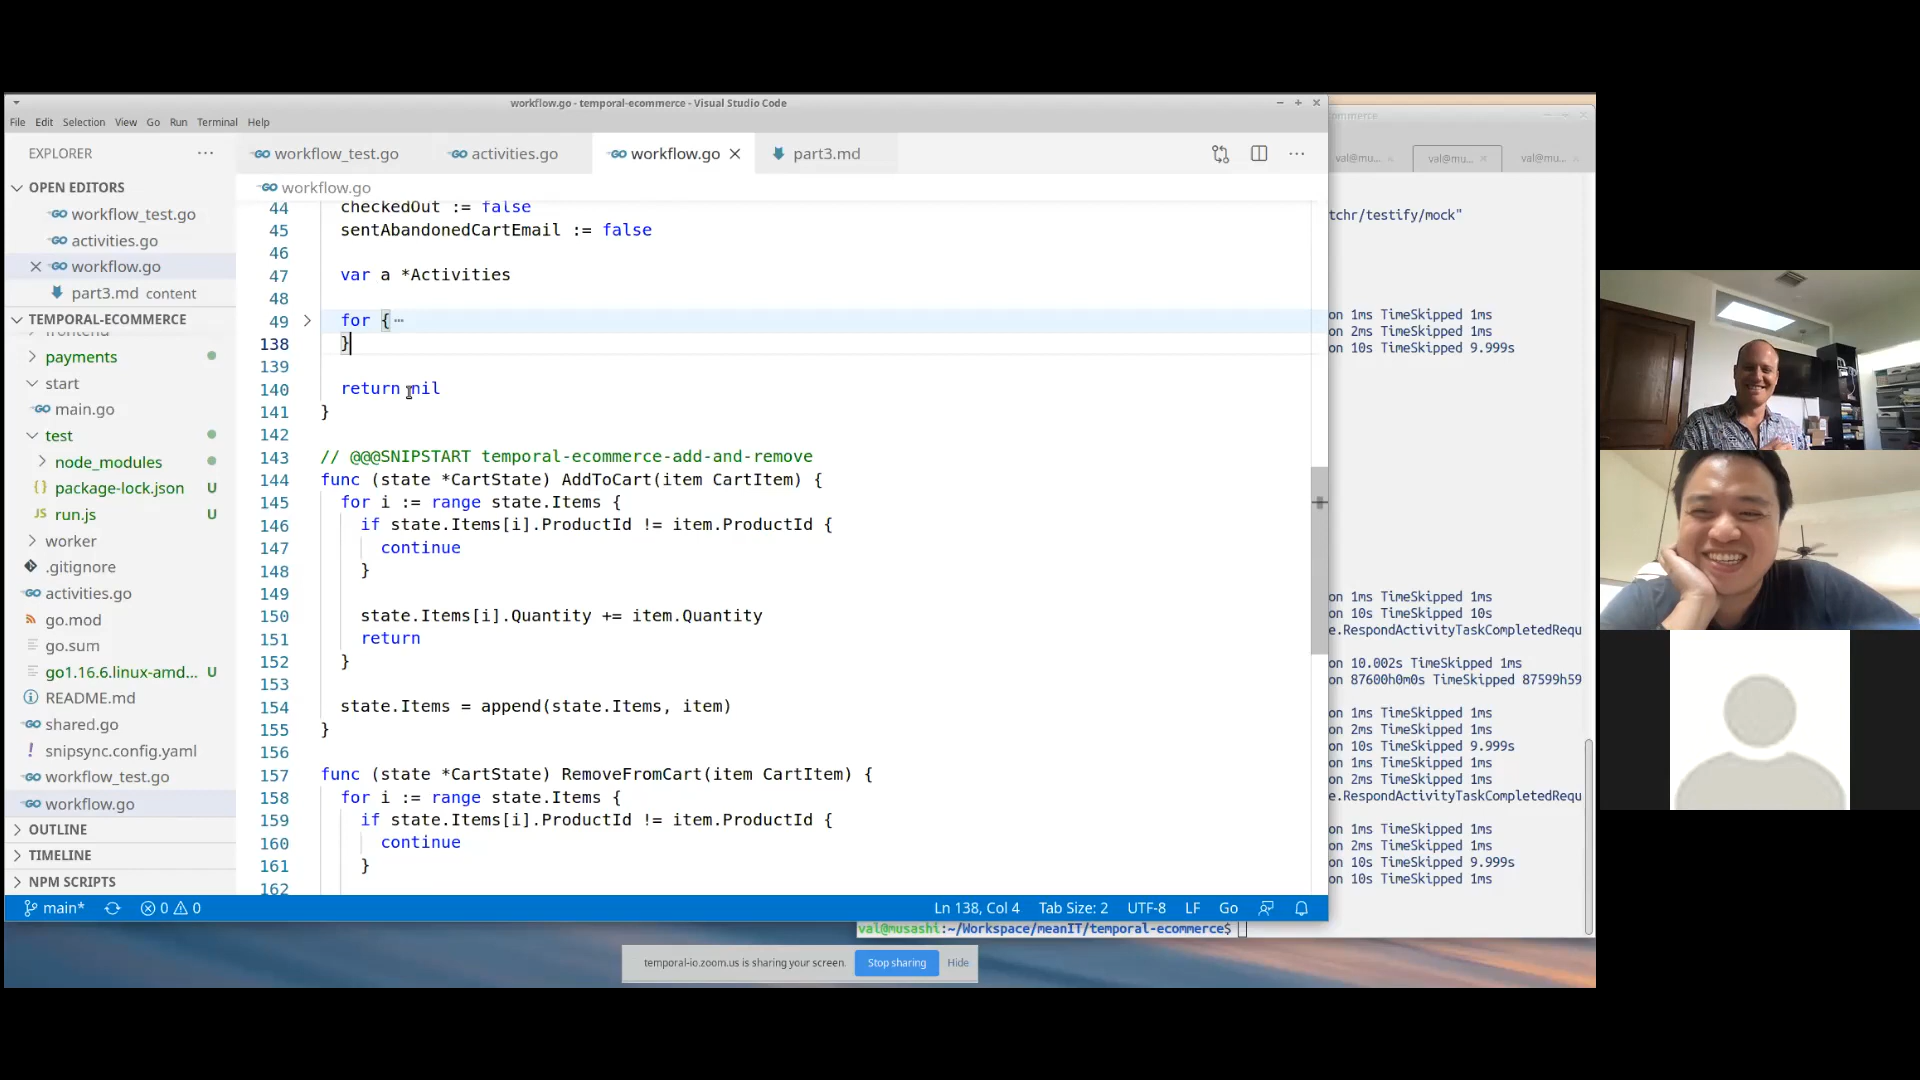 workflow.go - temporal-ecommerce - Visual Studio Code
File Edit Selection View Go Run Terminal Help
EXPLORER
OPEN EDITORS
workflow_test.go
activities.go
workflow.go
part3.md content
TEMPORAL-ECOMMERCE
frontend
payments
start
main.go
test
node_modules
package-lock.json U
run.js U
worker
.gitignore
activities.go
go.mod
go.sum
go1.16.6.linux-amd... U
README.md
shared.go
snipsync.config.yaml
workflow_test.go
workflow.go
OUTLINE
TIMELINE
NPM SCRIPTS
workflow_test.go activities.go workflow.go part3.md
workflow.go
44 checkedOut := false
45 sentAbandonedCartEmail := false
46
47 var a *Activities
48
49 for {
138 }
139
140 return nil
141 }
142
143 // @@@SNIPSTART temporal-ecommerce-add-and-remove
144 func (state *CartState) AddToCart(item CartItem) {
145 for i := range state.Items {
146 if state.Items[i].ProductId != item.ProductId {
147 continue
148 }
149
150 state.Items[i].Quantity += item.Quantity
151 return
152 }
153
154 state.Items = append(state.Items, item)
155 }
156
157 func (state *CartState) RemoveFromCart(item CartItem) {
158 for i := range state.Items {
159 if state.Items[i].ProductId != item.ProductId {
160 continue
161 }
162
main* 0 0 Ln 138, Col 4 Tab Size: 2 UTF-8 LF Go
ommerce
val@mu... val@mu... val@mu...
tchr/testify/mock"
on 1ms TimeSkipped 1ms
on 2ms TimeSkipped 1ms
on 10s TimeSkipped 9.999s
on 1ms TimeSkipped 1ms
on 10s TimeSkipped 10s
e.RespondActivityTaskCompletedRequ
on 10.002s TimeSkipped 1ms
on 87600h0m0s TimeSkipped 87599h59
on 1ms TimeSkipped 1ms
on 2ms TimeSkipped 1ms
on 10s TimeSkipped 9.999s
on 1ms TimeSkipped 1ms
on 2ms TimeSkipped 1ms
e.RespondActivityTaskCompletedRequ
on 1ms TimeSkipped 1ms
on 2ms TimeSkipped 1ms
on 10s TimeSkipped 9.999s
on 10s TimeSkipped 1ms
val@musashi:~/Workspace/meanIT/temporal-ecommerce$
temporal-io.zoom.us is sharing your screen. Stop sharing Hide